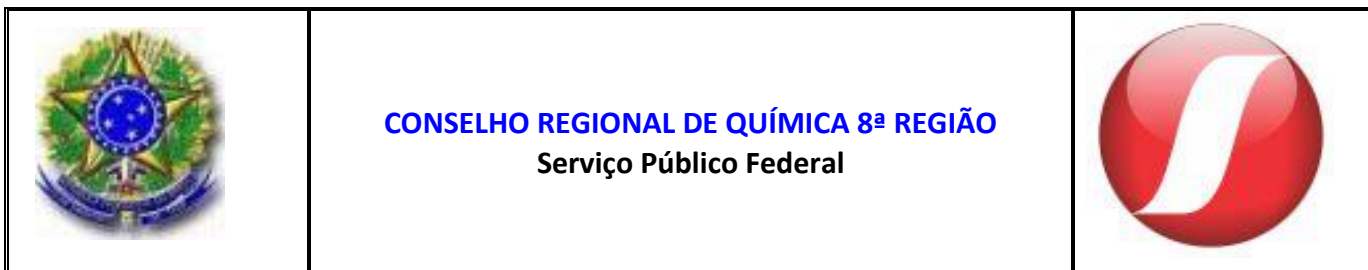 CONSELHO REGIONAL DE QUÍMICA 8ª REGIÃO
Serviço Público Federal